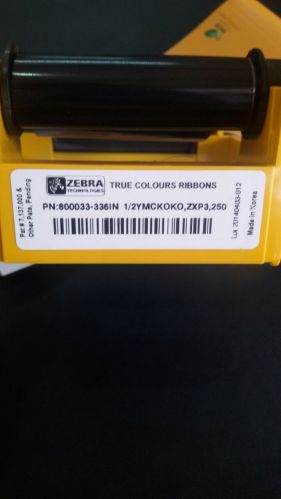 ZEBRA
TECHNOLOGIES
TRUE COLOURS RIBBONS
PN:800033-336IN 1/2YMCKOKO,ZXP3,250
Pat # 7,137,000 &
Other Pats. Pending
Lot 20140403-012
Made in Korea